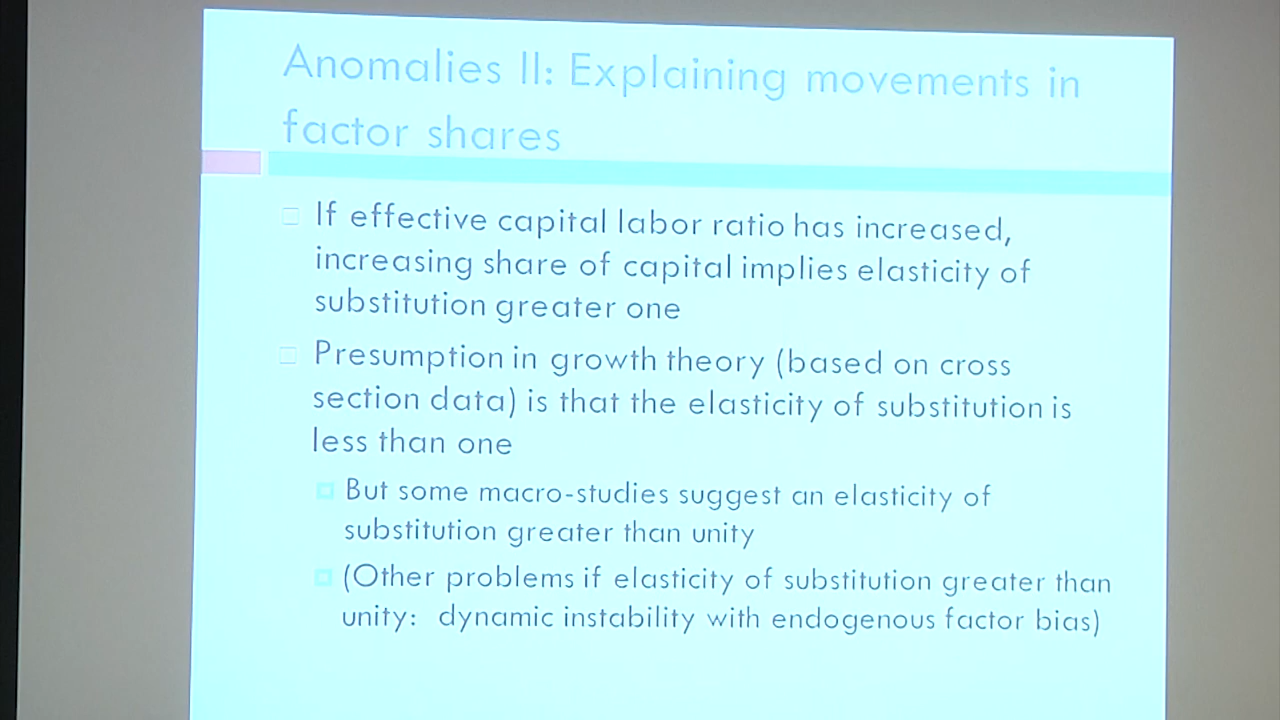 Anomalies II: Explaining movements in
factor shares
If effective capital labor ratio has increased,
increasing share of capital implies elasticity of
substitution greater one
Presumption in growth theory (based on cross
section data) is that the elasticity of substitution is
less than one
But some macro-studies suggest an elasticity of
substitution greater than unity
(Other problems if elasticity of substitution greater than
unity: dynamic instability with endogenous factor bias)